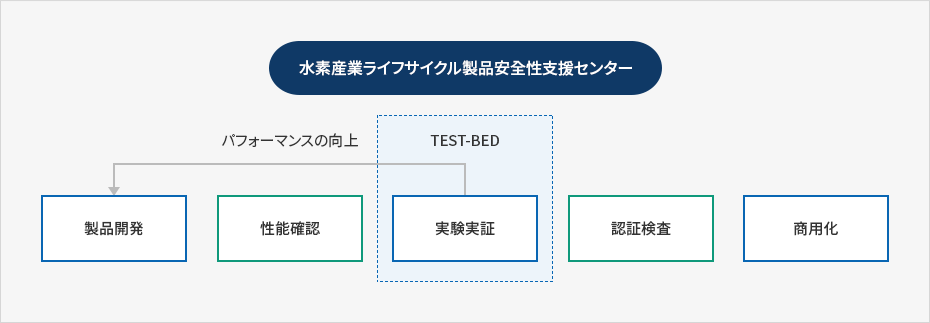 水素産業ライフサイクル製品安全性支援センター
パフォーマンスの向上
TEST-BED
製品開発
性能確認
実験実証
認証検査
商用化